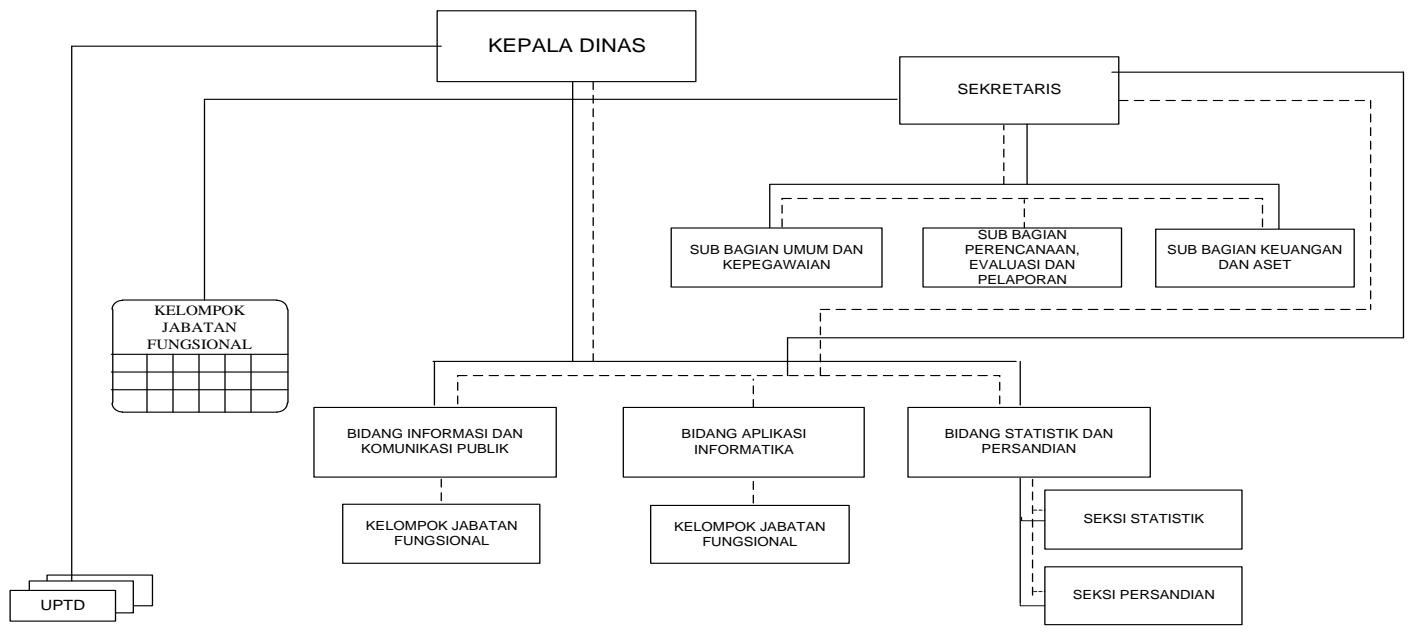 KEPALA DINAS
SEKRETARIS
SUB BAGIAN UMUM DAN
KEPEGAWAIAN
SUB BAGIAN
PERENCANAAN,
EVALUASI DAN
PELAPORAN
SUB BAGIAN KEUANGAN
DAN ASET
KELOMPOK
JABATAN
FUNGSIONAL
BIDANG INFORMASI DAN
KOMUNIKASI PUBLIK
BIDANG APLIKASI
INFORMATIKA
BIDANG STATISTIK DAN
PERSANDIAN
KELOMPOK JABATAN
FUNGSIONAL
KELOMPOK JABATAN
FUNGSIONAL
SEKSI STATISTIK
SEKSI PERSANDIAN
UPTD